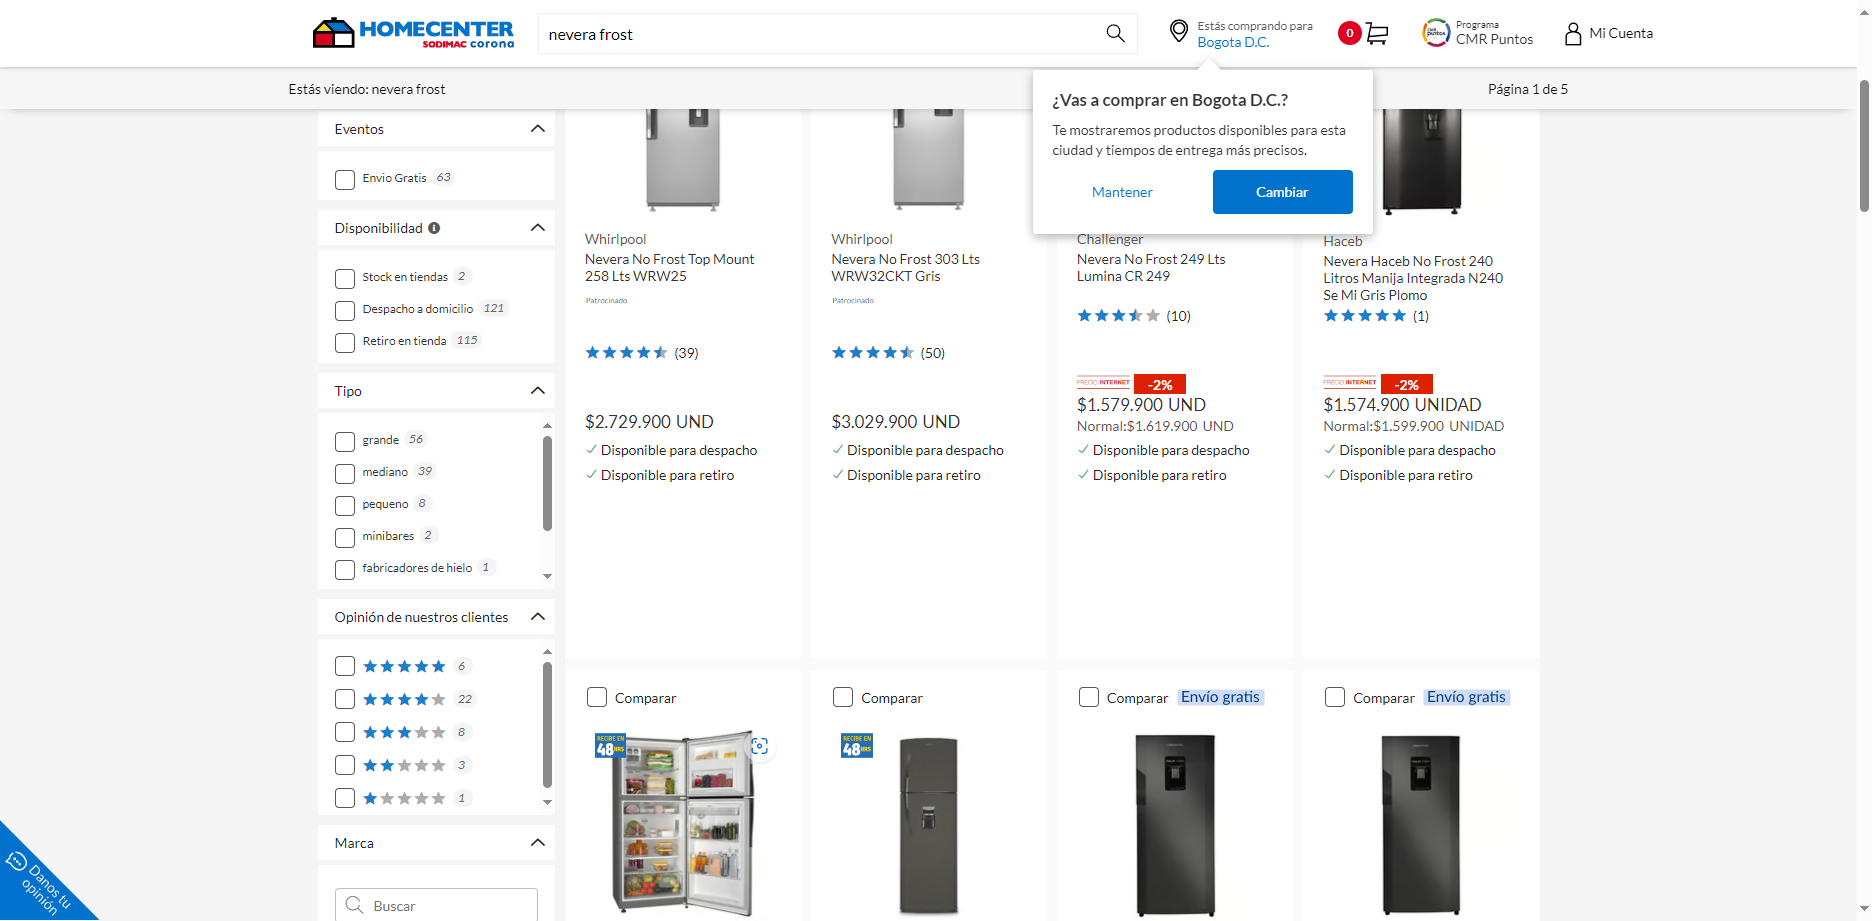 HOMECENTER
SODIMAC corona
nevera frost
Estás comprando para
Bogota D.C.
0
Programa
CMR Puntos
Mi Cuenta
Estás viendo: nevera frost
Página 1 de 5
¿Vas a comprar en Bogota D.C.?
Te mostraremos productos disponibles para esta
ciudad y tiempos de entrega más precisos.
Mantener
Cambiar
Eventos
Envio Gratis 63
Disponibilidad
Stock en tiendas 2
Despacho a domicilio 121
Retiro en tienda 115
Tipo
grande 56
mediano 39
pequeno 8
minibares 2
fabricadores de hielo 1
Opinión de nuestros clientes
6
22
8
3
1
Marca
Buscar
Danos tu
opinión
Whirlpool
Nevera No Frost Top Mount
258 Lts WRW25
Patrocinado
(39)
$2.729.900 UND
Disponible para despacho
Disponible para retiro
Whirlpool
Nevera No Frost 303 Lts
WRW32CKT Gris
Patrocinado
(50)
$3.029.900 UND
Disponible para despacho
Disponible para retiro
Challenger
Nevera No Frost 249 Lts
Lumina CR 249
(10)
PRECIO INTERNET -2%
$1.579.900 UND
Normal:$1.619.900 UND
Disponible para despacho
Disponible para retiro
Haceb
Nevera Haceb No Frost 240
Litros Manija Integrada N240
Se Mi Gris Plomo
(1)
PRECIO INTERNET -2%
$1.574.900 UNIDAD
Normal:$1.599.900 UNIDAD
Disponible para despacho
Disponible para retiro
Comparar
RECIBE EN
48HRS
Comparar
RECIBE EN
48HRS
Comparar Envío gratis
Comparar Envío gratis